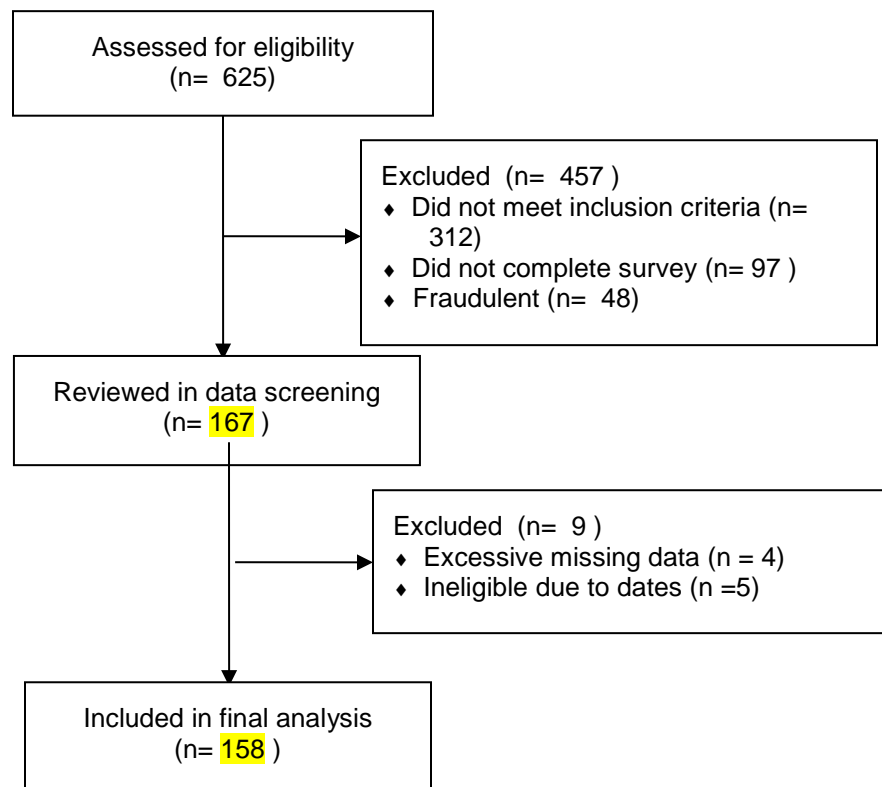 Assessed for eligibility
(n=  625)
Excluded  (n=  457 )
♦ Did not meet inclusion criteria (n=
312)
♦ Did not complete survey (n= 97 )
♦ Fraudulent (n=  48)
Reviewed in data screening
(n= 167 )
Excluded  (n=  9 )
♦ Excessive missing data (n = 4)
♦ Ineligible due to dates (n =5)
Included in final analysis
(n= 158 )